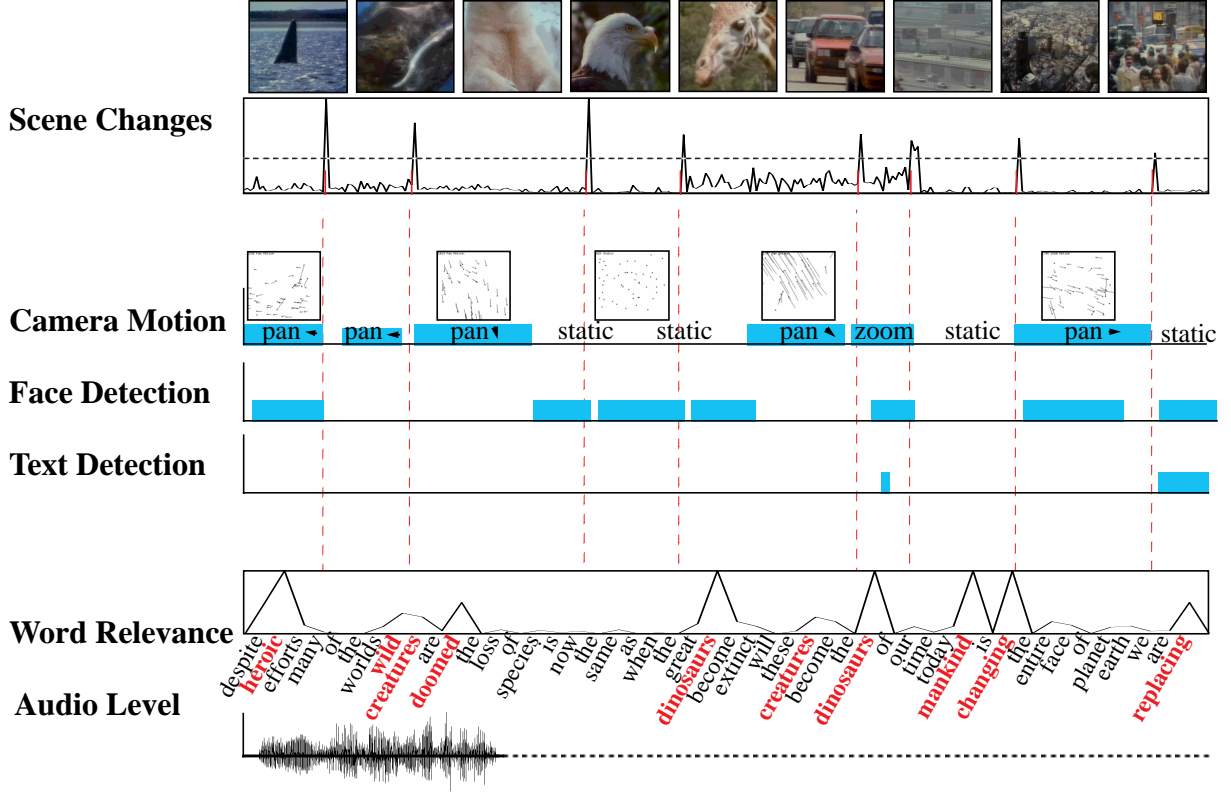 Scene Changes
Camera Motion
pan pan pan static static pan zoom static pan static
Face Detection
Text Detection
Word Relevance
despite heroic efforts many of the worlds wild creatures are doomed the loss of species is now the same as when the great dinosaurs become extinct will these creatures become the dinosaurs of our time today mankind is changing the entire face of planet earth we are replacing
Audio Level